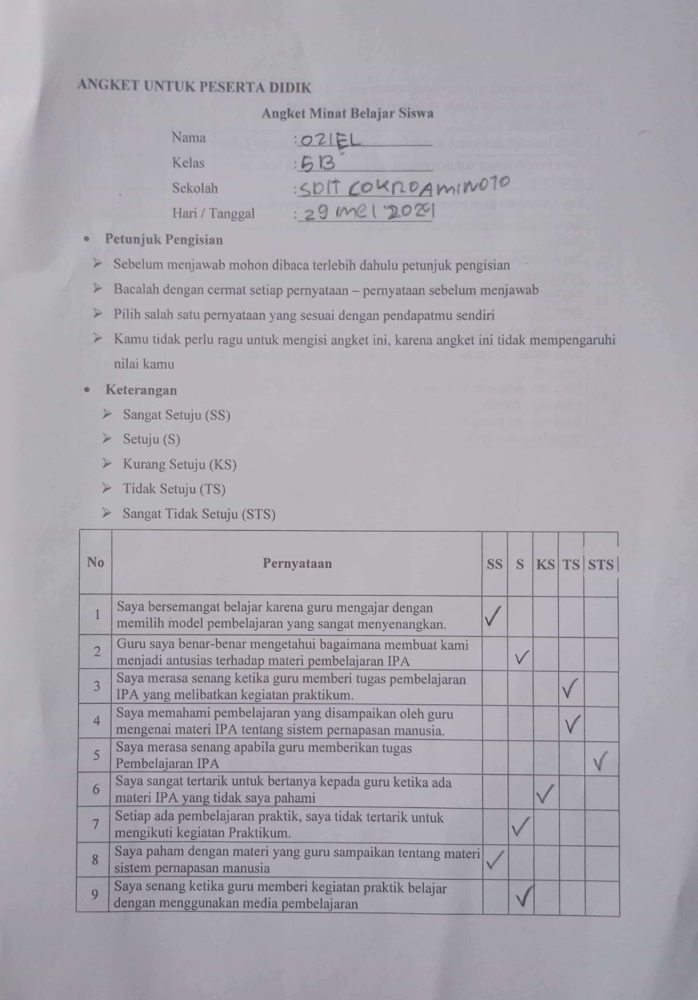 ANGKET UNTUK PESERTA DIDIK
Angket Minat Belajar Siswa
Nama : OZIEL
Kelas : 5B
Sekolah : SDIT COKROAMINOTO
Hari / Tanggal : 29 mei 2024
• Petunjuk Pengisian
➢ Sebelum menjawab mohon dibaca terlebih dahulu petunjuk pengisian
➢ Bacalah dengan cermat setiap pernyataan – pernyataan sebelum menjawab
➢ Pilih salah satu pernyataan yang sesuai dengan pendapatmu sendiri
➢ Kamu tidak perlu ragu untuk mengisi angket ini, karena angket ini tidak mempengaruhi
nilai kamu
• Keterangan
➢ Sangat Setuju (SS)
➢ Setuju (S)
➢ Kurang Setuju (KS)
➢ Tidak Setuju (TS)
➢ Sangat Tidak Setuju (STS)
No Pernyataan SS S KS TS STS
1 Saya bersemangat belajar karena guru mengajar dengan
memilih model pembelajaran yang sangat menyenangkan. ✓
2 Guru saya benar-benar mengetahui bagaimana membuat kami
menjadi antusias terhadap materi pembelajaran IPA ✓
3 Saya merasa senang ketika guru memberi tugas pembelajaran
IPA yang melibatkan kegiatan praktikum. ✓
4 Saya memahami pembelajaran yang disampaikan oleh guru
mengenai materi IPA tentang sistem pernapasan manusia. ✓
5 Saya merasa senang apabila guru memberikan tugas
Pembelajaran IPA ✓
6 Saya sangat tertarik untuk bertanya kepada guru ketika ada
materi IPA yang tidak saya pahami ✓
7 Setiap ada pembelajaran praktik, saya tidak tertarik untuk
mengikuti kegiatan Praktikum. ✓
8 Saya paham dengan materi yang guru sampaikan tentang materi
sistem pernapasan manusia ✓
9 Saya senang ketika guru memberi kegiatan praktik belajar
dengan menggunakan media pembelajaran ✓